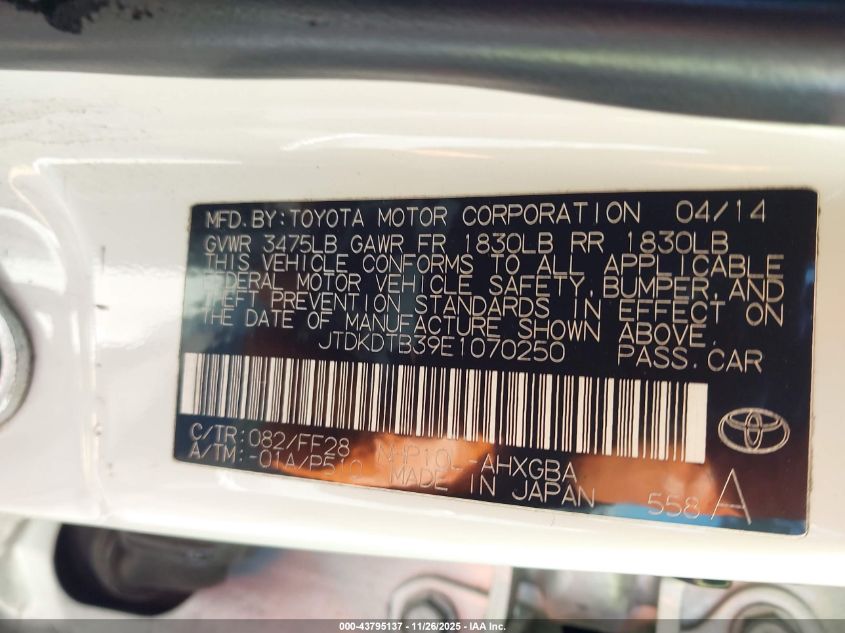 MFD. BY: TOYOTA MOTOR CORPORATION 04/14
GVWR 3475LB GAWR FR 1830LB RR 1830LB
THIS VEHICLE CONFORMS TO ALL APPLICABLE
FEDERAL MOTOR VEHICLE SAFETY, BUMPER, AND
THEFT PREVENTION STANDARDS IN EFFECT ON
THE DATE OF MANUFACTURE SHOWN ABOVE.
JTDKDTB39E1070250 PASS. CAR
C/TR: 082/FF28
A/TM: -01A/P510 NHP10L-AHXGBA
MADE IN JAPAN 558 A
000-43795137 - 11/26/2025 - IAA Inc.